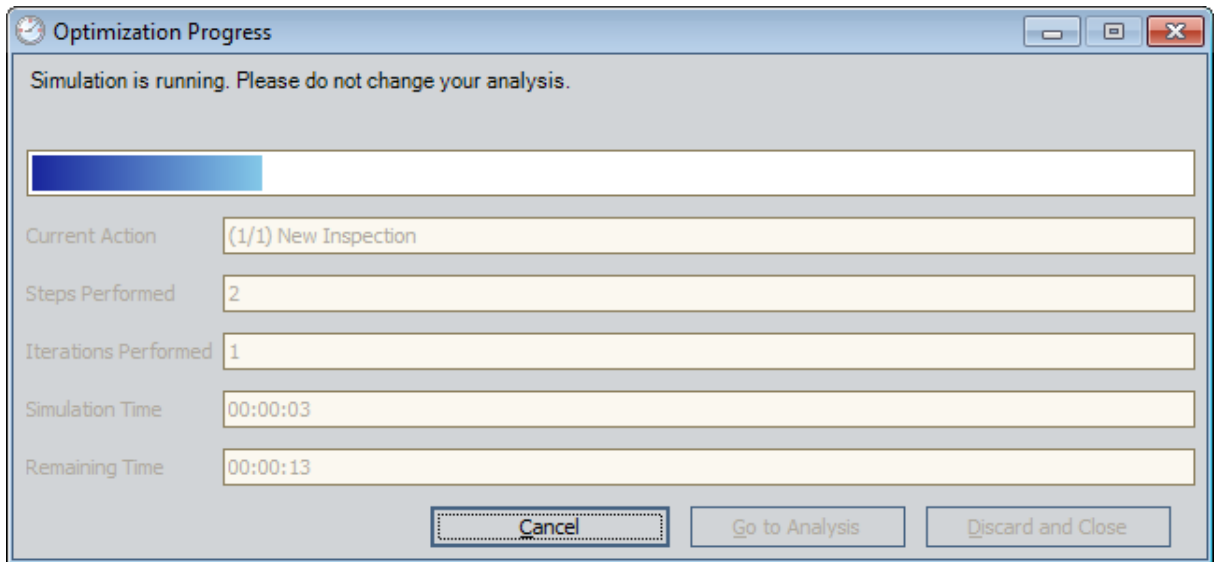 Optimization Progress
Simulation is running. Please do not change your analysis.
Current Action (1/1) New Inspection
Steps Performed 2
Iterations Performed 1
Simulation Time 00:00:03
Remaining Time 00:00:13
Cancel Go to Analysis Discard and Close